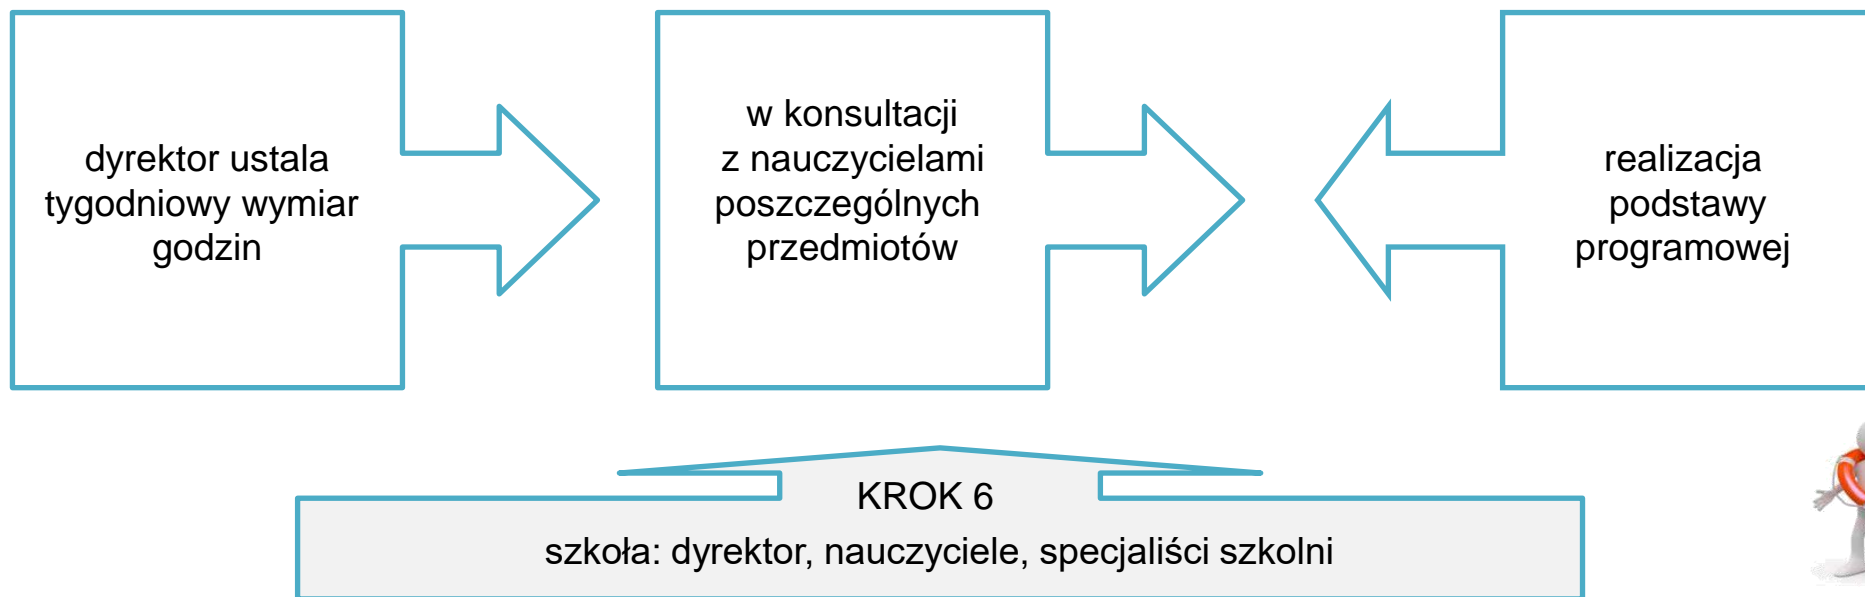 dyrektor ustala
tygodniowy wymiar
godzin
w konsultacji
z nauczycielami
poszczególnych
przedmiotów
realizacja
podstawy
programowej
KROK 6
szkoła: dyrektor, nauczyciele, specjaliści szkolni